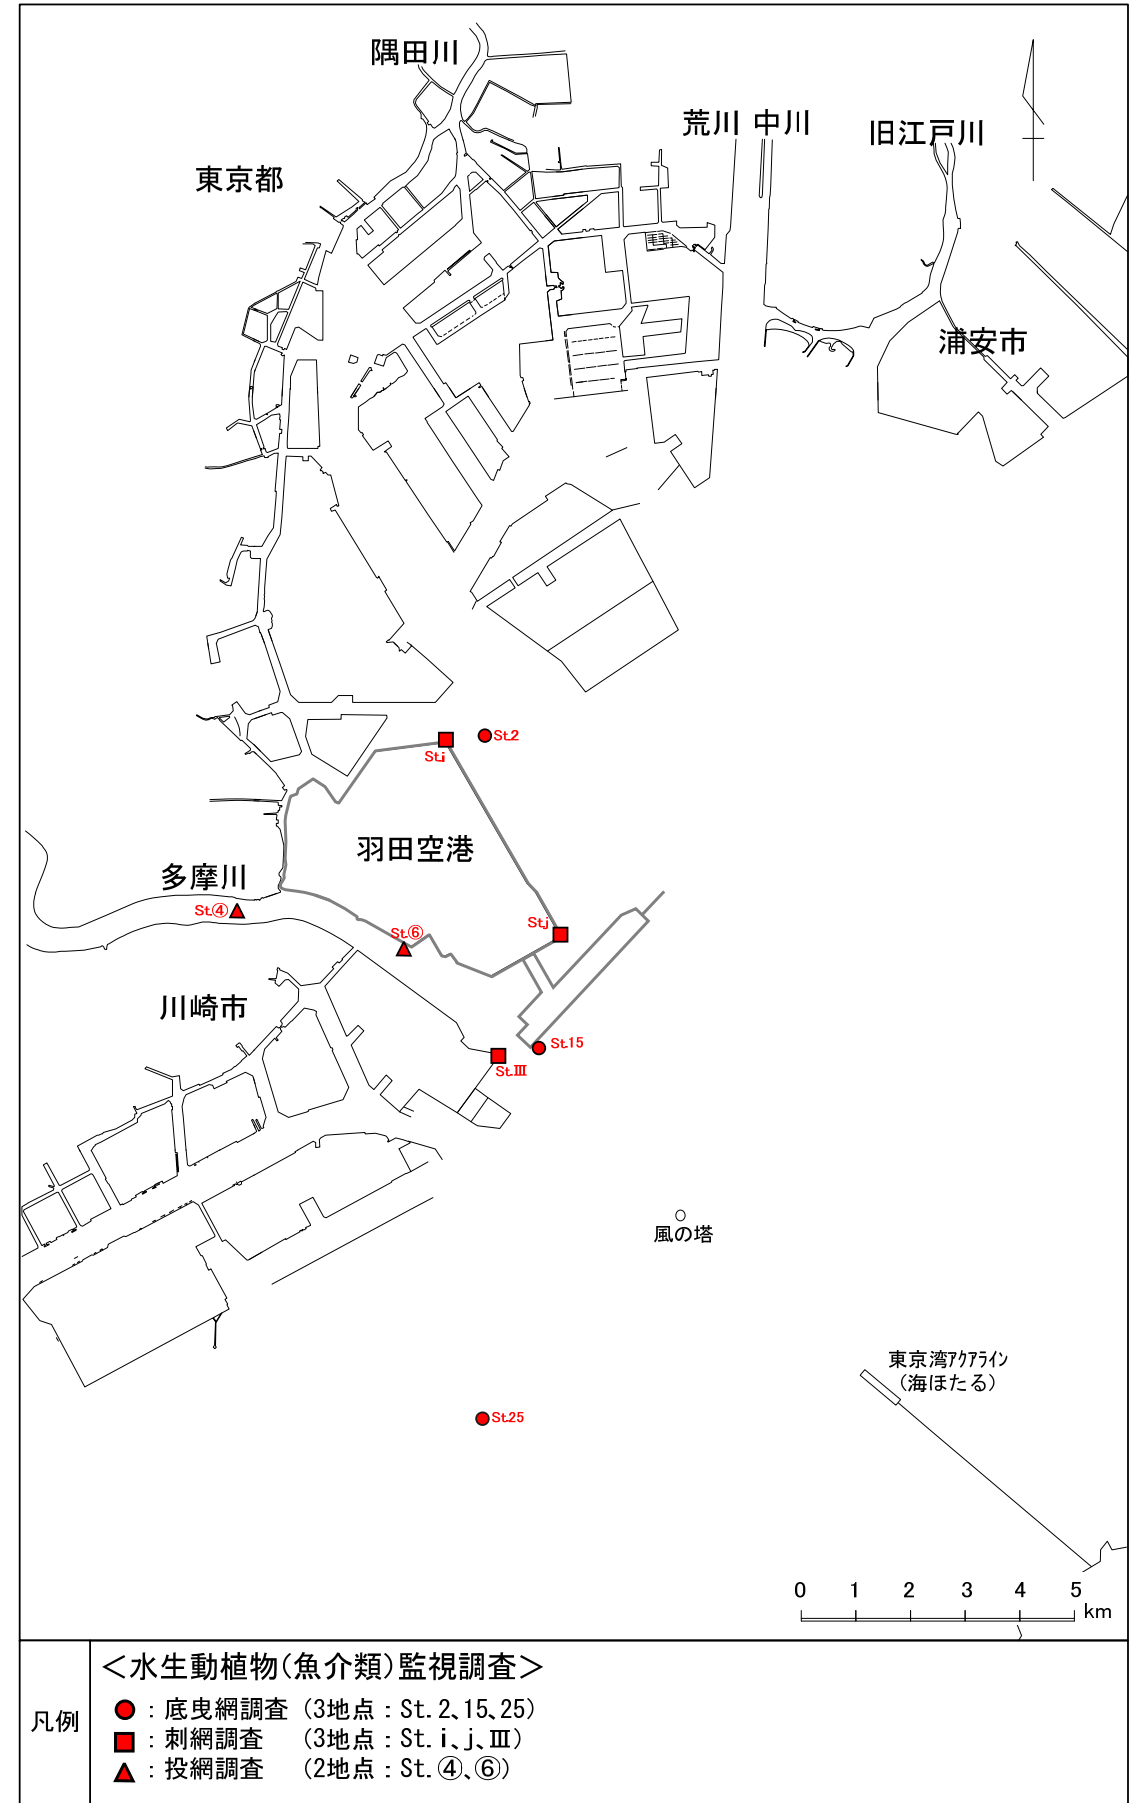 隅田川
荒川 中川
旧江戸川
東京都
浦安市
St.2
St.i
羽田空港
多摩川
St.④
St.j
St.⑥
川崎市
St.15
St.Ⅲ
風の塔
東京湾アクアライン
(海ほたる)
St.25
0 1 2 3 4 5
km
凡例
＜水生動植物(魚介類)監視調査＞
● : 底曳網調査 (3地点 : St. 2、15、25)
■ : 刺網調査 (3地点 : St. i、j、Ⅲ)
▲ : 投網調査 (2地点 : St. ④、⑥)